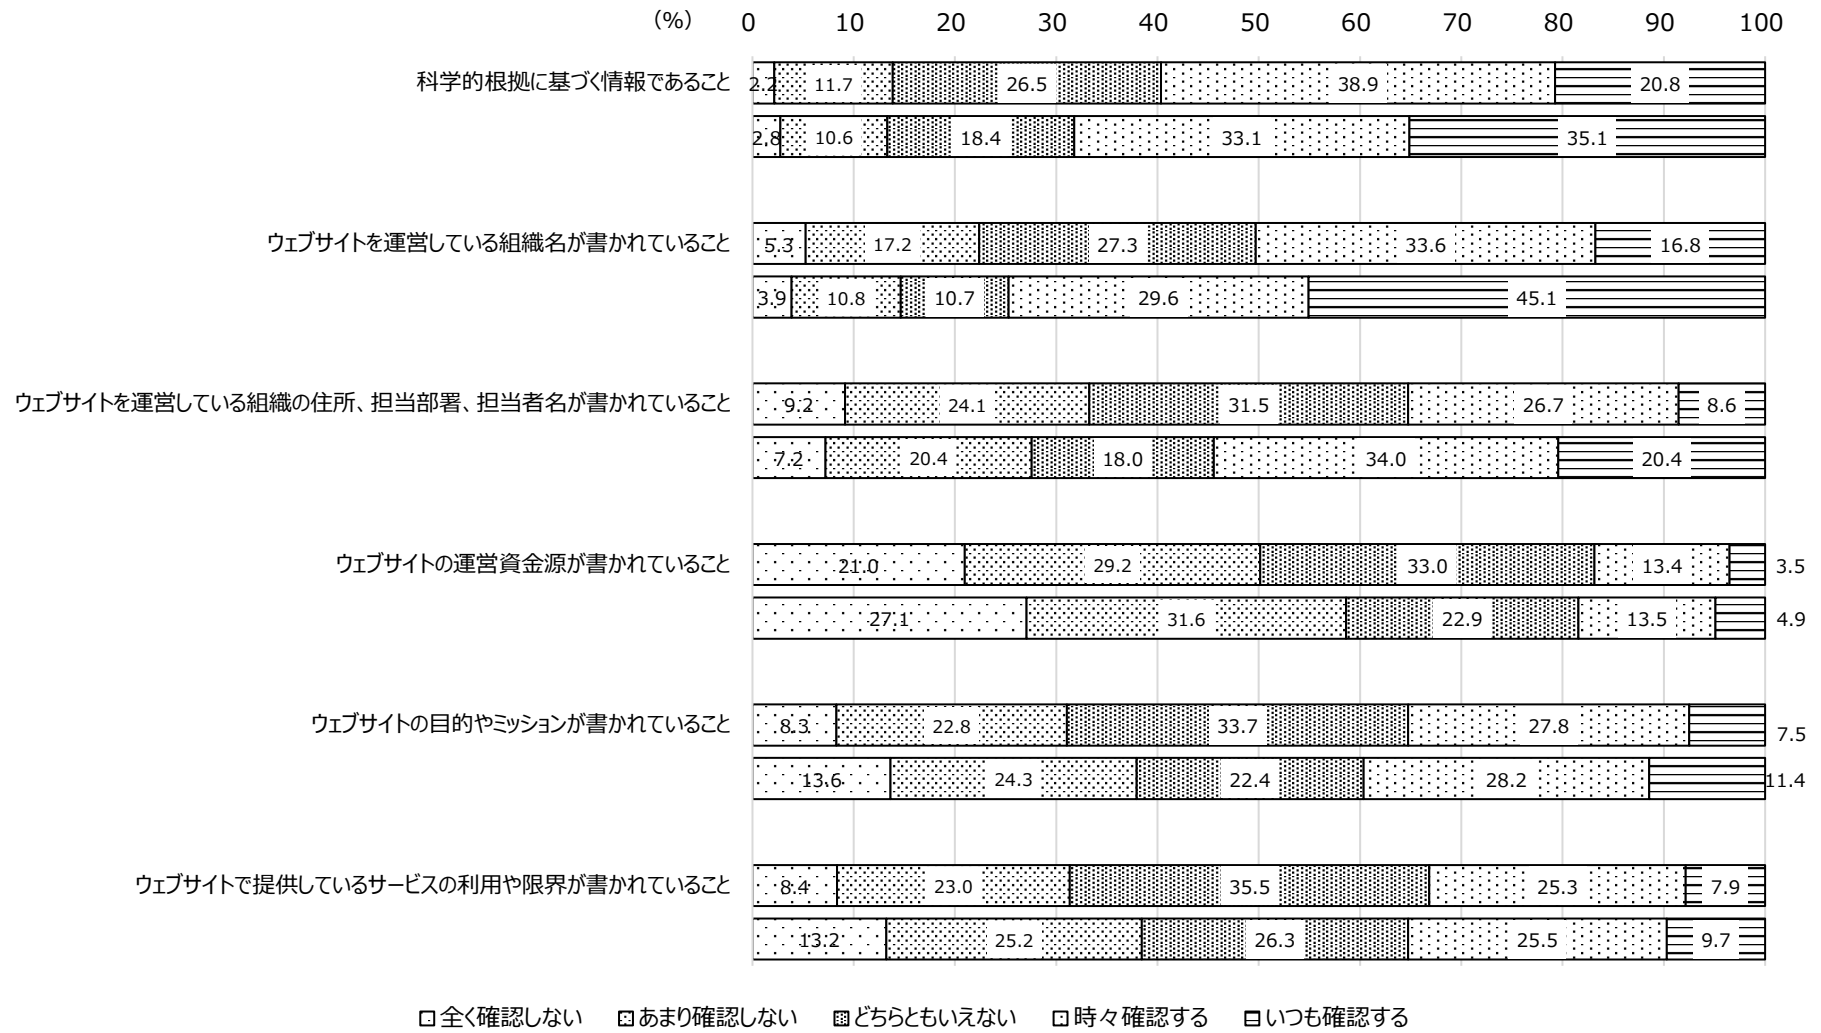 (%) 0 10 20 30 40 50 60 70 80 90 100
科学的根拠に基づく情報であること 2.2 11.7 26.5 38.9 20.8
2.8 10.6 18.4 33.1 35.1
ウェブサイトを運営している組織名が書かれていること 5.3 17.2 27.3 33.6 16.8
3.9 10.8 10.7 29.6 45.1
ウェブサイトを運営している組織の住所、担当部署、担当者名が書かれていること 9.2 24.1 31.5 26.7 8.6
7.2 20.4 18.0 34.0 20.4
ウェブサイトの運営資金源が書かれていること 21.0 29.2 33.0 13.4 3.5
27.1 31.6 22.9 13.5 4.9
ウェブサイトの目的やミッションが書かれていること 8.3 22.8 33.7 27.8 7.5
13.6 24.3 22.4 28.2 11.4
ウェブサイトで提供しているサービスの利用や限界が書かれていること 8.4 23.0 35.5 25.3 7.9
13.2 25.2 26.3 25.5 9.7
全く確認しない あまり確認しない どちらともいえない 時々確認する いつも確認する